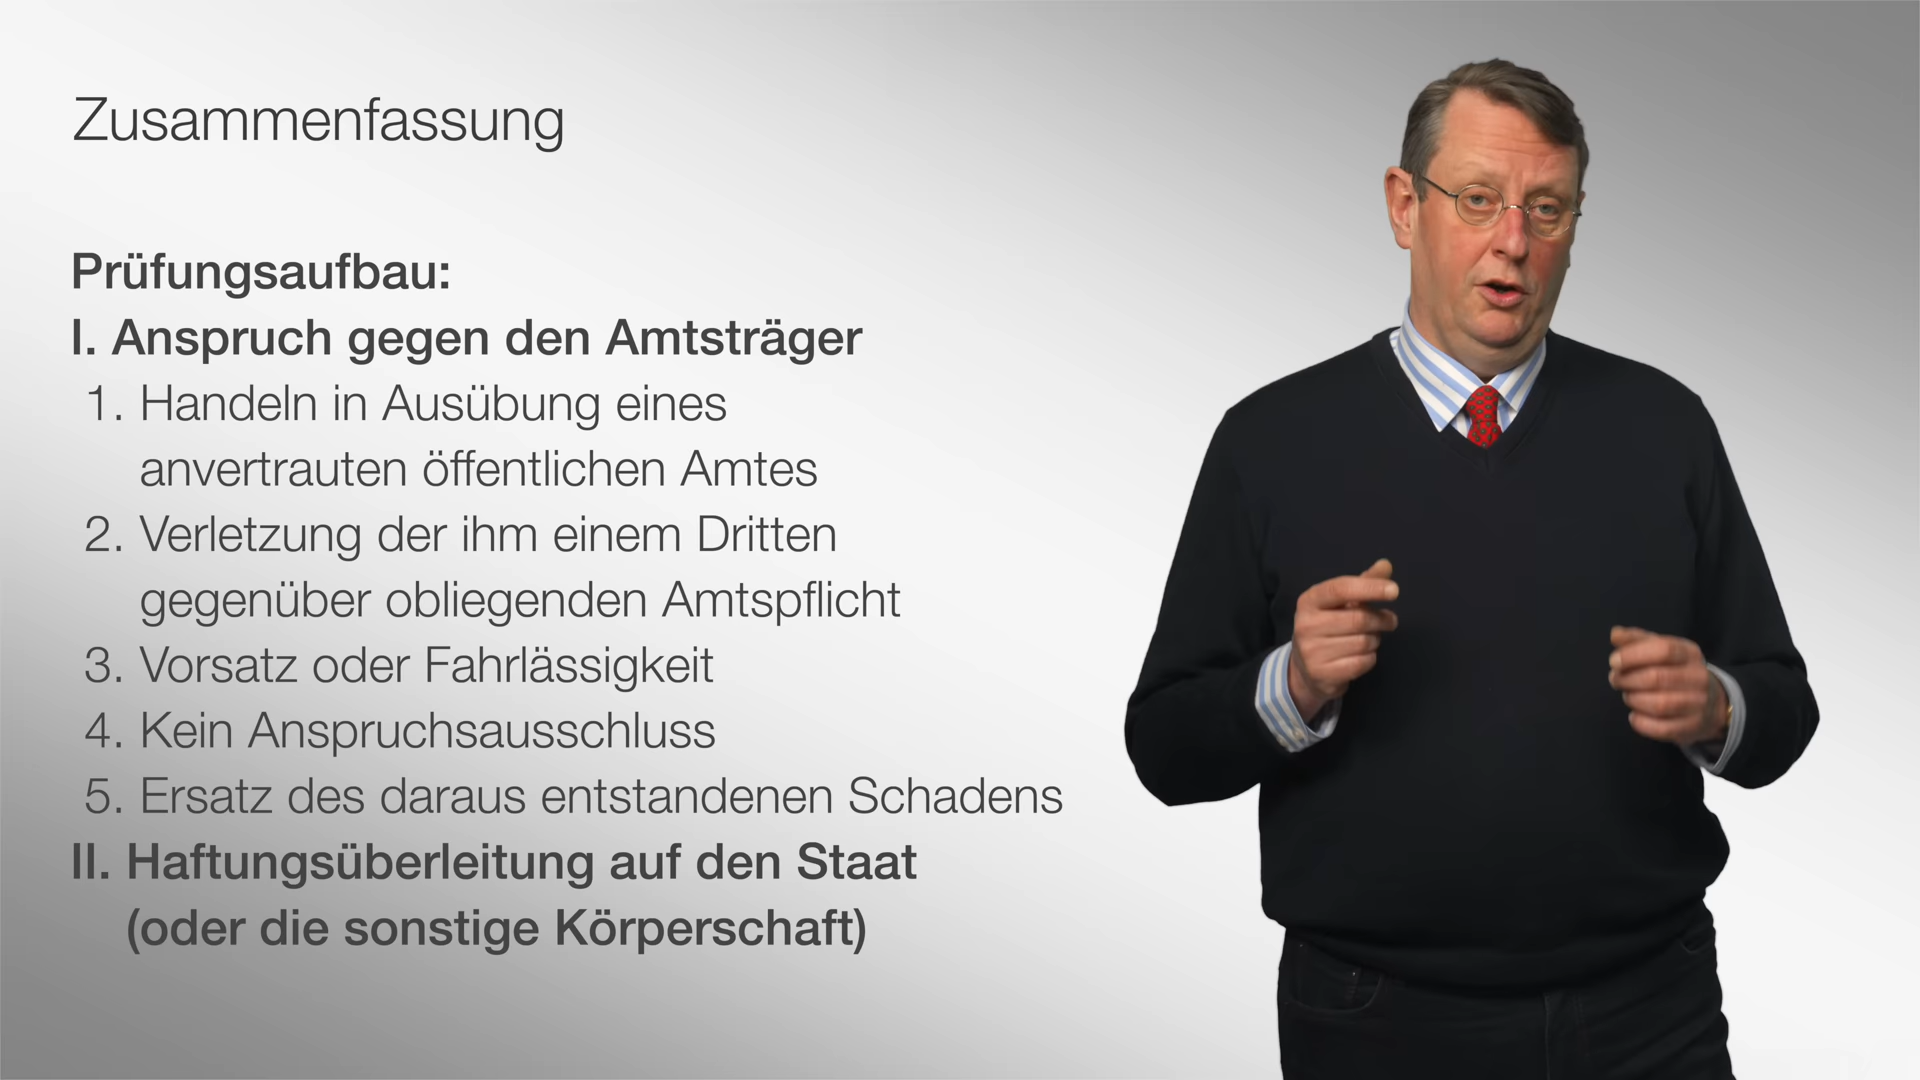 Zusammenfassung
Prüfungsaufbau:
I. Anspruch gegen den Amtsträger
1. Handeln in Ausübung eines
anvertrauten öffentlichen Amtes
2. Verletzung der ihm einem Dritten
gegenüber obliegenden Amtspflicht
3. Vorsatz oder Fahrlässigkeit
4. Kein Anspruchsausschluss
5. Ersatz des daraus entstandenen Schadens
II. Haftungsüberleitung auf den Staat
(oder die sonstige Körperschaft)